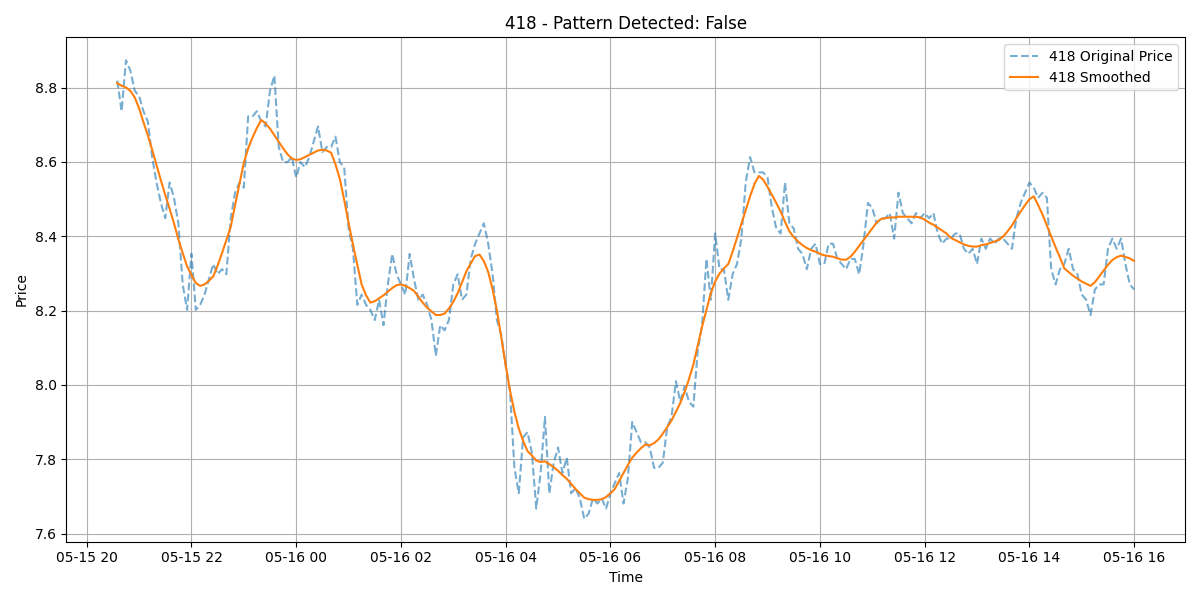 418 - Pattern Detected: False
418 Original Price
418 Smoothed
Price
8.8
8.6
8.4
8.2
8.0
7.8
7.6
05-15 20 05-15 22 05-16 00 05-16 02 05-16 04 05-16 06 05-16 08 05-16 10 05-16 12 05-16 14 05-16 16
Time